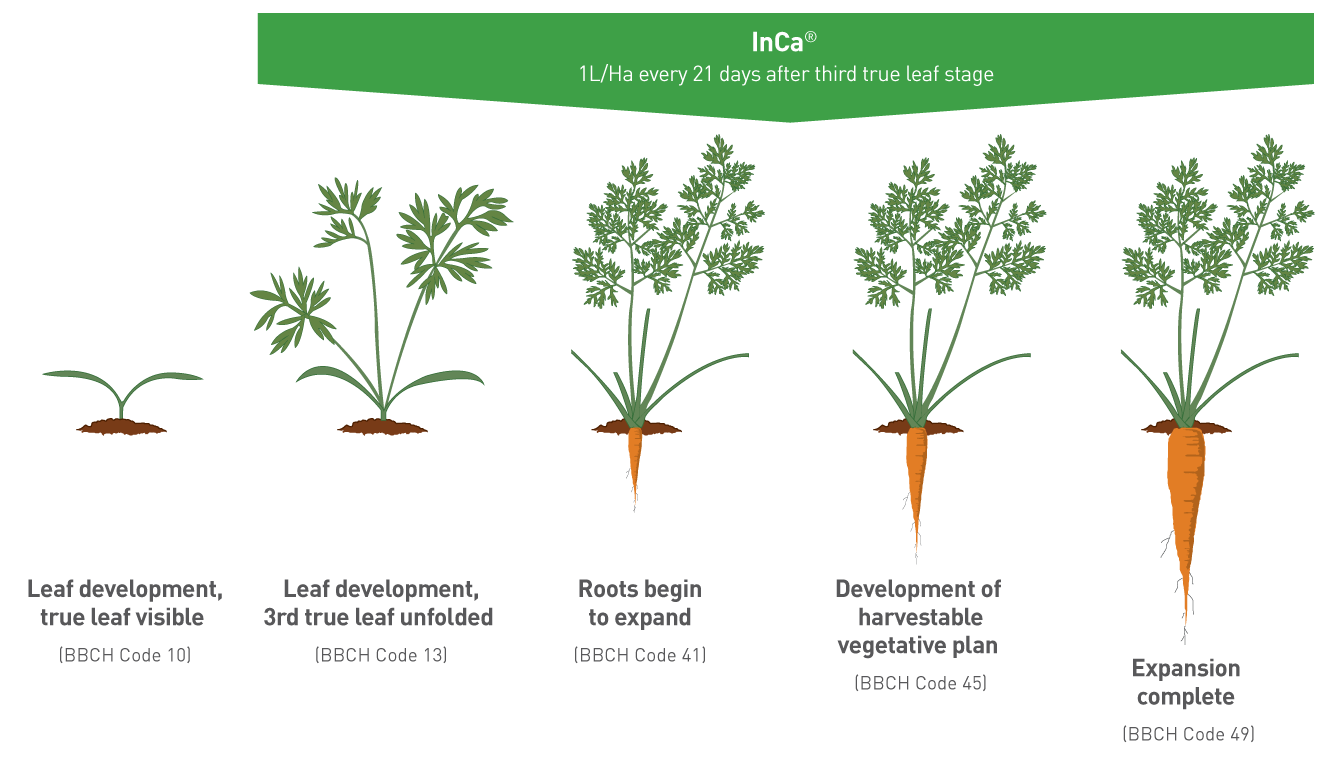 InCa®
1L/Ha every 21 days after third true leaf stage
Leaf development,
true leaf visible
(BBCH Code 10)
Leaf development,
3rd true leaf unfolded
(BBCH Code 13)
Roots begin
to expand
(BBCH Code 41)
Development of
harvestable
vegetative plan
(BBCH Code 45)
Expansion
complete
(BBCH Code 49)